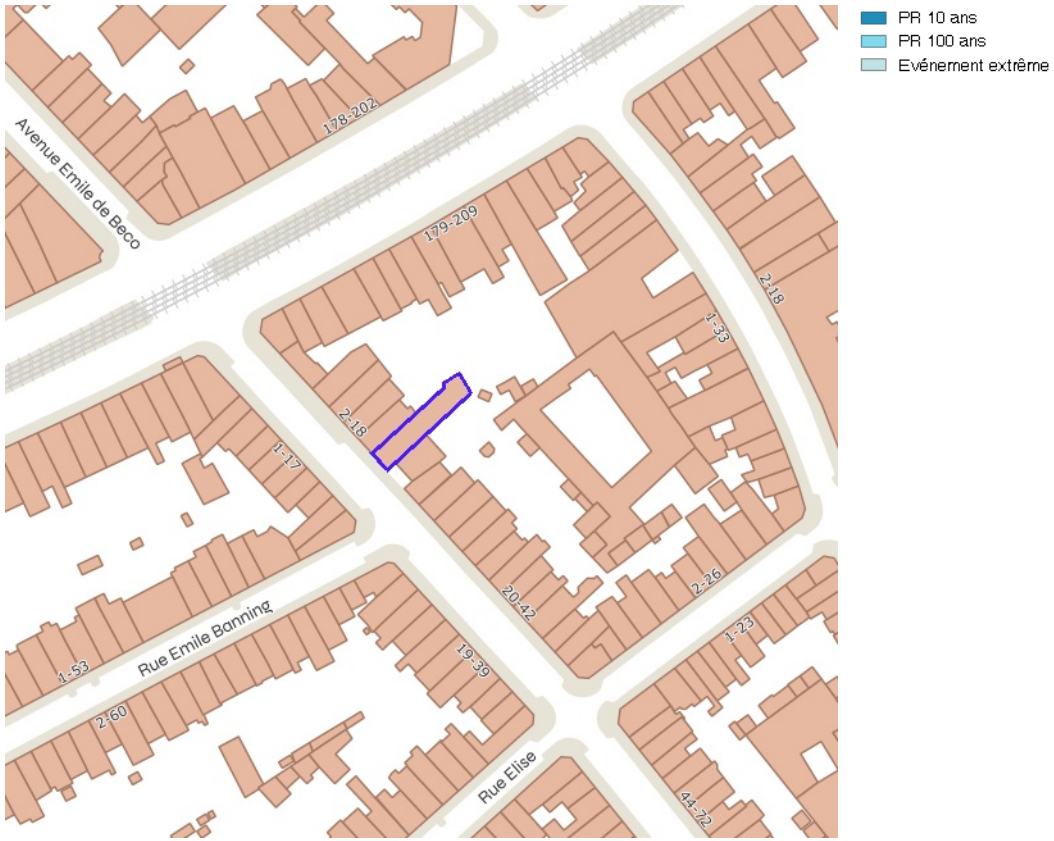 PR 10 ans
PR 100 ans
Evénement extrême
178-202
Avenue Emile de Beco
179-209
2-18
1-33
2-18
1-17
20-42
2-26
1-23
Rue Emile Banning
19-39
1-53
2-60
Rue Elise
44-72